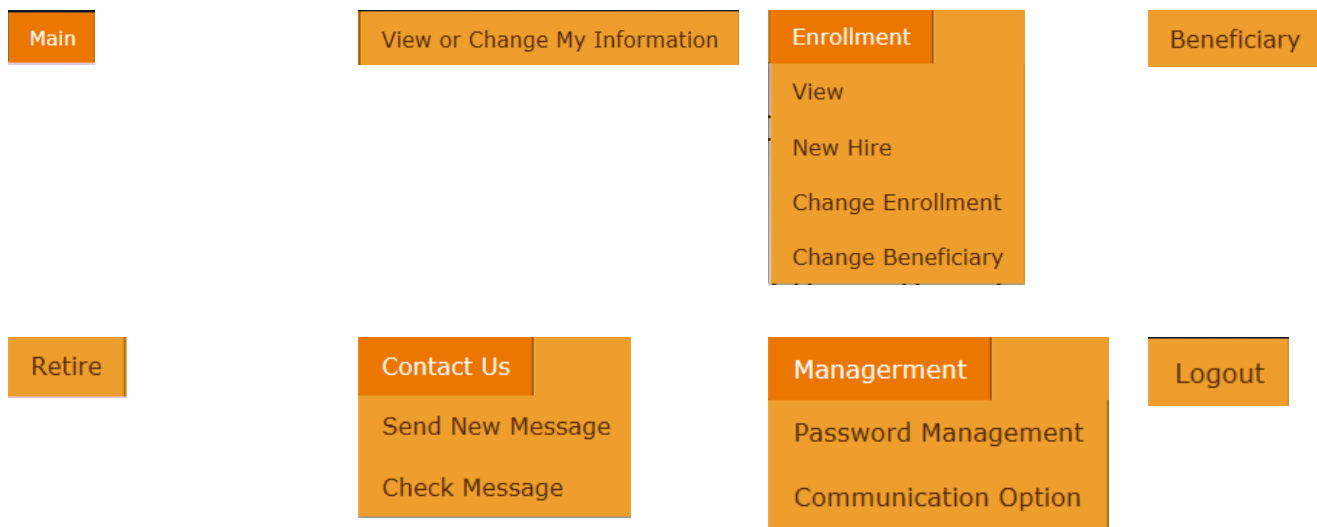 Main
View or Change My Information
Enrollment
View
New Hire
Change Enrollment
Change Beneficiary
Beneficiary
Retire
Contact Us
Send New Message
Check Message
Managerment
Password Management
Communication Option
Logout